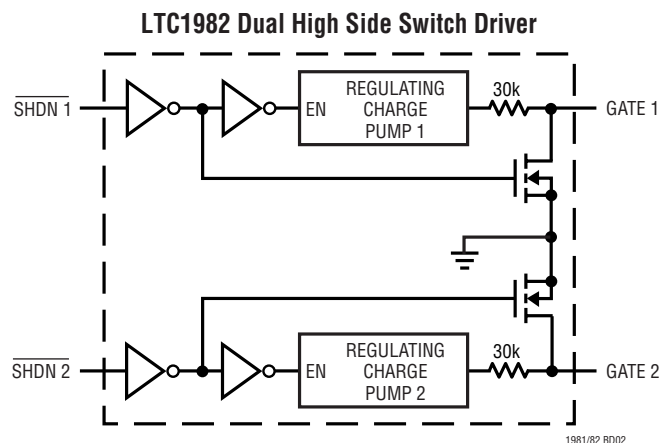 LTC1982 Dual High Side Switch Driver
SHDN 1
EN
REGULATING
CHARGE
PUMP 1
30k
GATE 1
SHDN 2
EN
REGULATING
CHARGE
PUMP 2
30k
GATE 2
1981/82 BD02